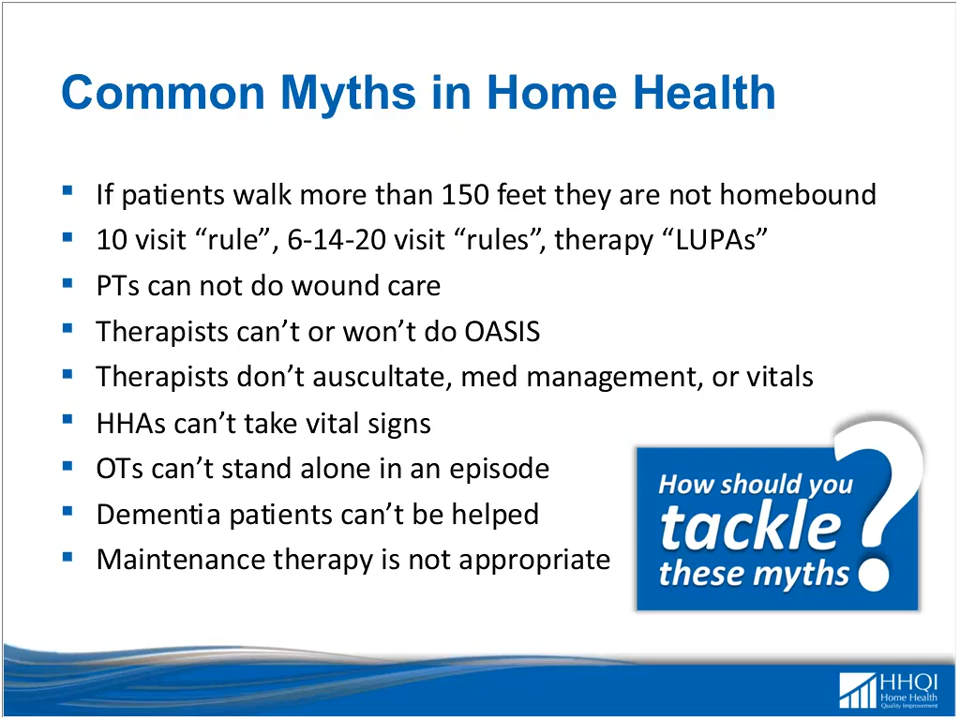 Common Myths in Home Health
If patients walk more than 150 feet they are not homebound
10 visit “rule”, 6-14-20 visit “rules”, therapy “LUPAs”
PTs can not do wound care
Therapists can’t or won’t do OASIS
Therapists don’t auscultate, med management, or vitals
HHAs can’t take vital signs
OTs can’t stand alone in an episode
Dementia patients can’t be helped
Maintenance therapy is not appropriate
How should you
tackle
these myths
?
HHQI
Home Health
Quality Improvement